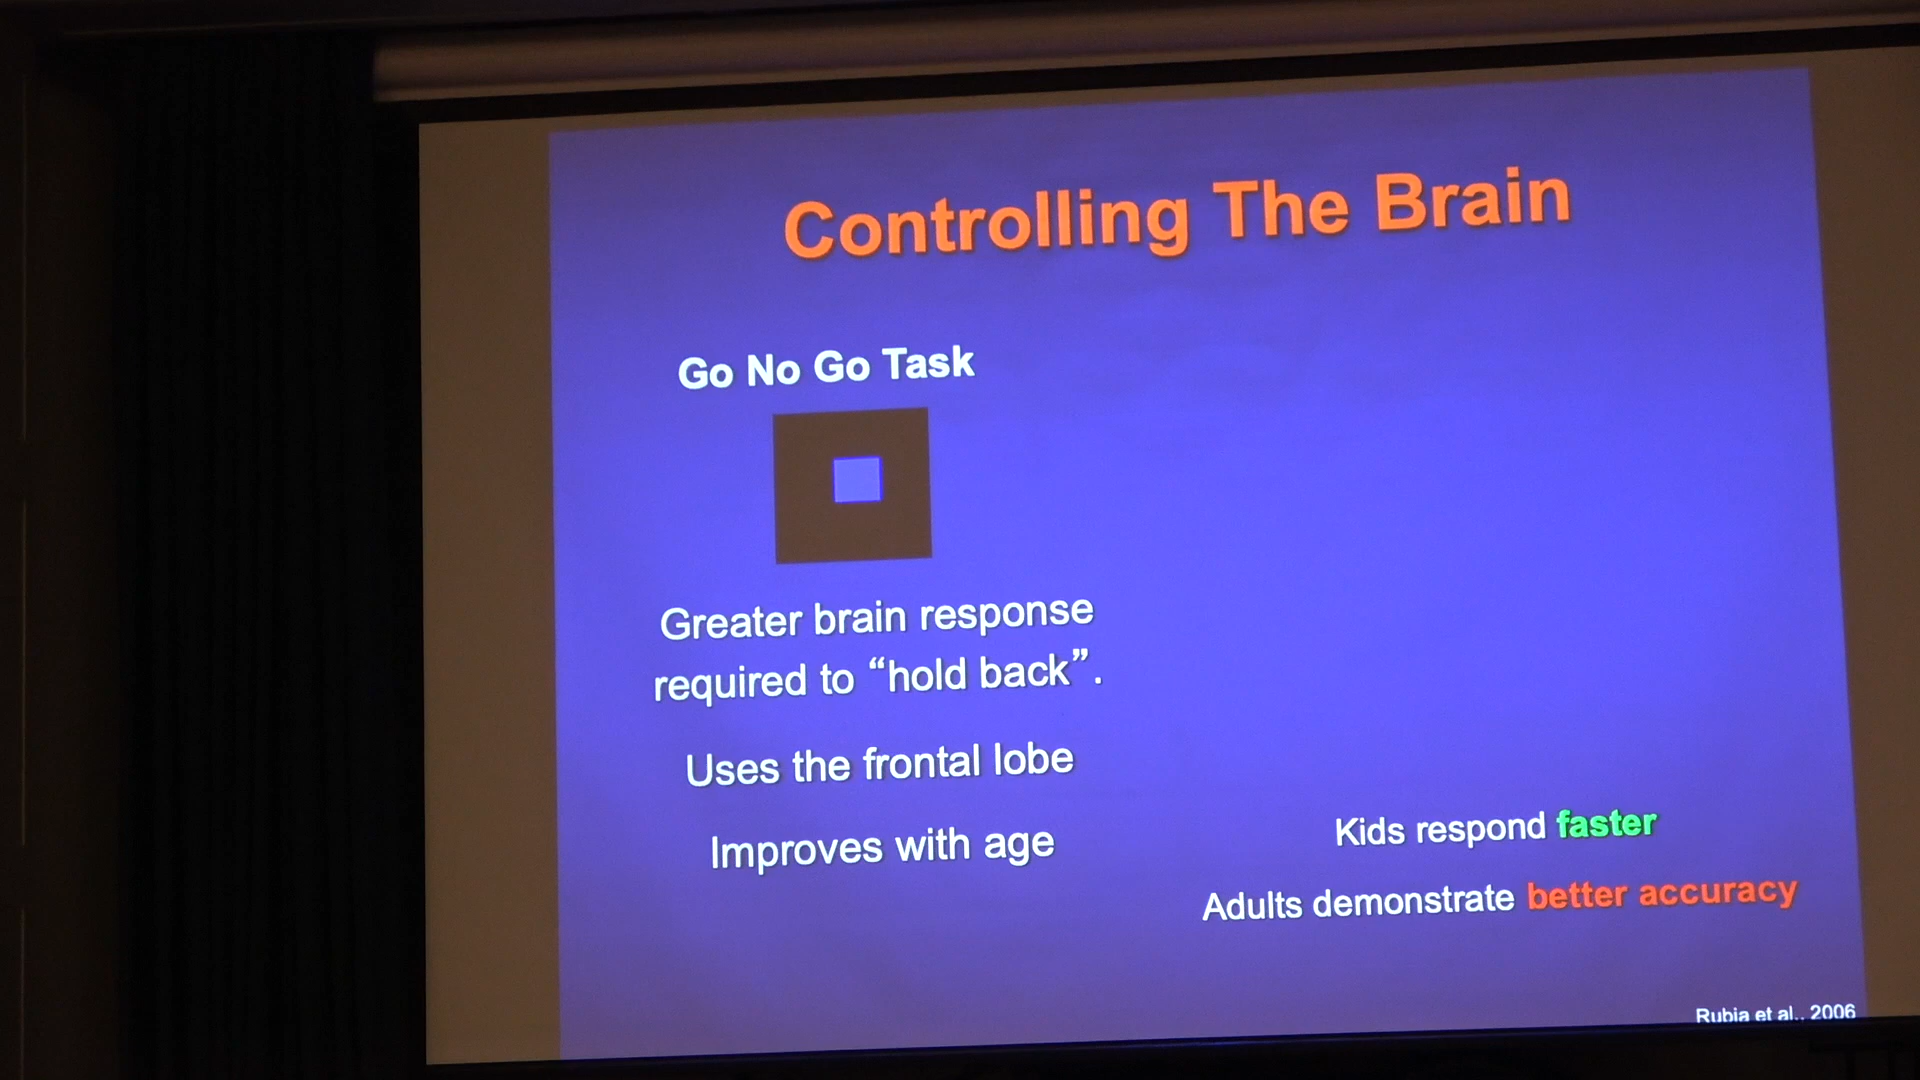 Controlling The Brain
Go No Go Task
Greater brain response
required to “hold back”.
Uses the frontal lobe
Improves with age
Kids respond faster
Adults demonstrate better accuracy
Rubia et al., 2006